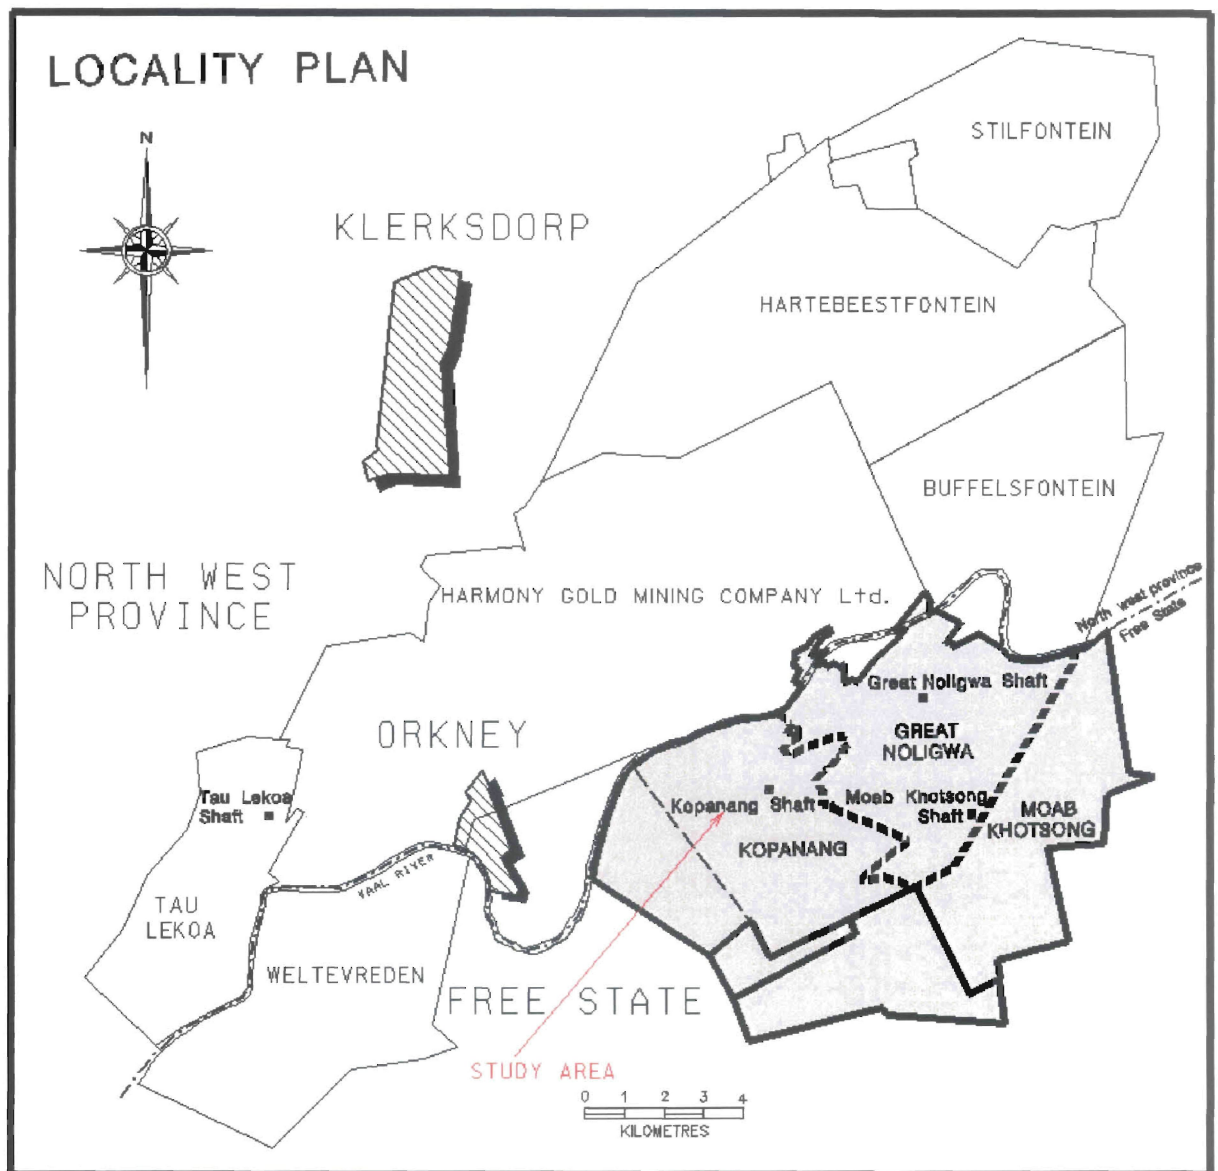 LOCALITY PLAN
N
STILFONTEIN
KLERKSDORP
HARTEBEESTFONTEIN
BUFFELSFONTEIN
NORTH WEST
PROVINCE
HARMONY GOLD MINING COMPANY Ltd.
North west province
Free State
Great Noligwa Shaft
ORKNEY
GREAT
NOLIGWA
Tau Lekoa
Shaft
Kopanang Shaft
Moab Khotsong
Shaft
MOAB
KHOTSONG
KOPANANG
VAAL RIVER
TAU
LEKOA
WELTEVREDEN
FREE STATE
STUDY AREA
0 1 2 3 4
KILOMETRES